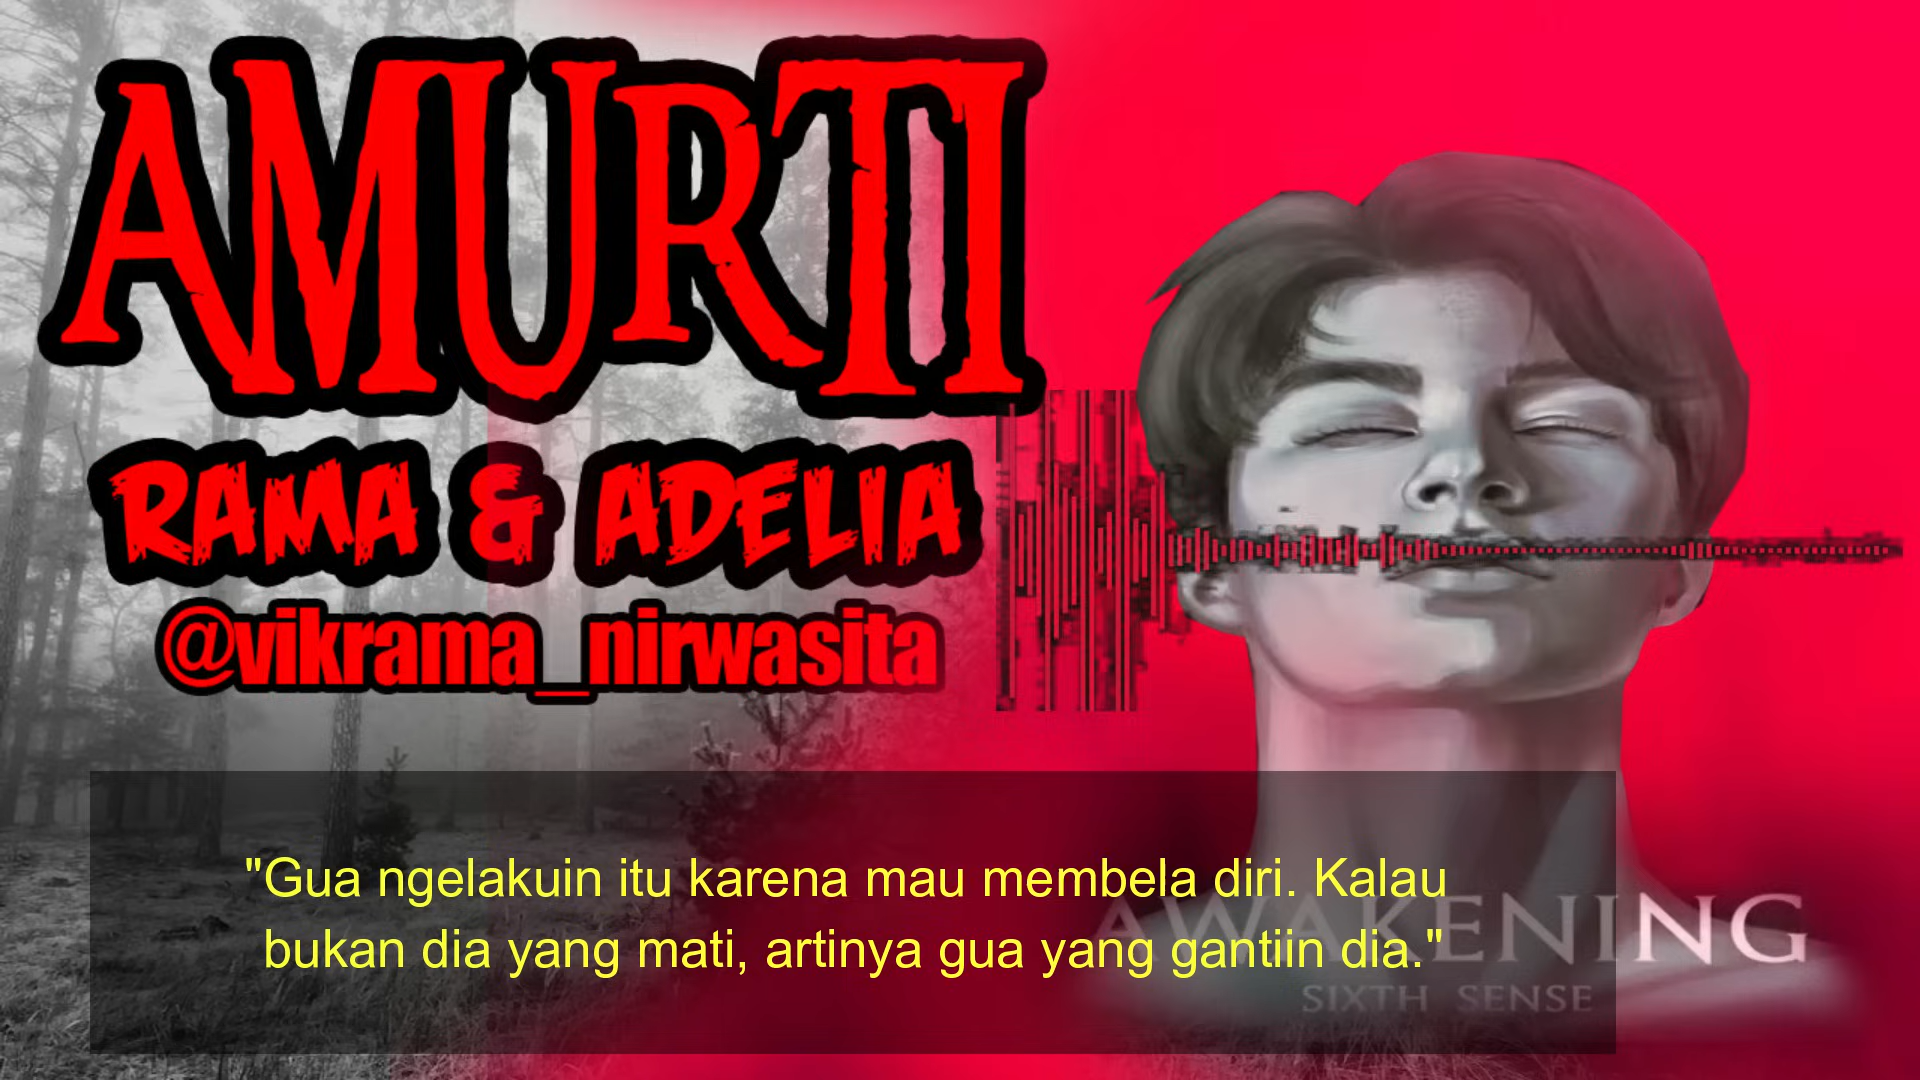 AMURTI
RAMA & ADELIA
@vikrama_nirwasita
"Gua ngelakuin itu karena mau membela diri. Kalau
bukan dia yang mati, artinya gua yang gantiin dia."
AWAKENING
SIXTH SENSE